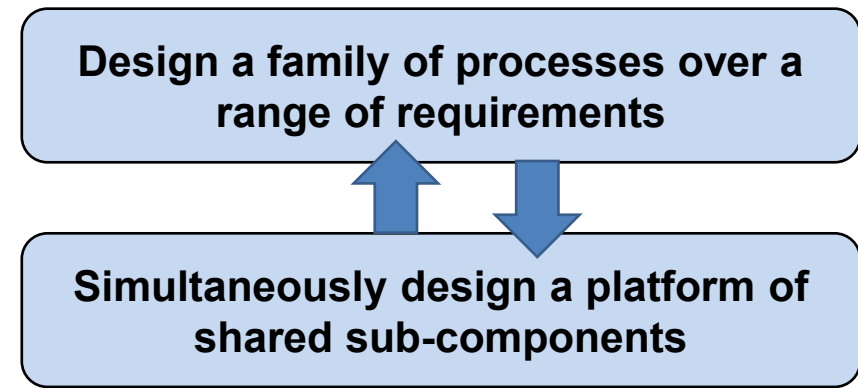 Design a family of processes over a
range of requirements
Simultaneously design a platform of
shared sub-components